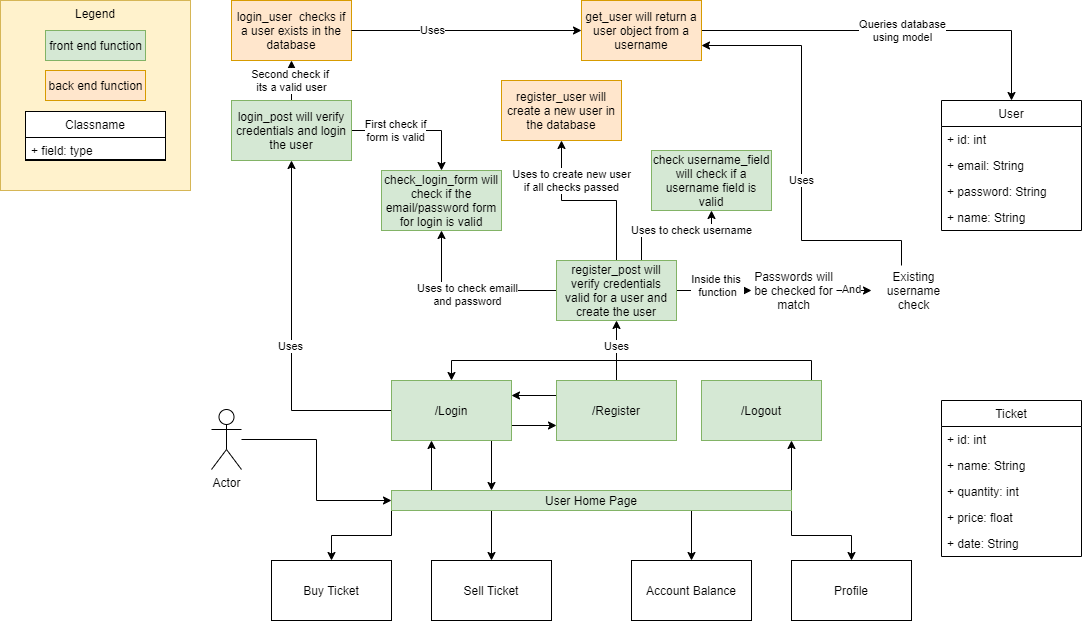 Legend
front end function
back end function
Classname
+ field: type
login_user  checks if
a user exists in the
database
Uses
get_user will return a
user object from a
username
Queries database
using model
Second check if
its a valid user
login_post will verify
credentials and login
the user
First check if
form is valid
register_user will
create a new user in
the database
User
+ id: int
+ email: String
+ password: String
+ name: String
check_login_form will
check if the
email/password form
for login is valid
Uses to create new user
if all checks passed
check username_field
will check if a
username field is
valid
Uses
Uses to check username
Uses to check emaill
and password
register_post will
verify credentials
valid for a user and
create the user
Inside this
function
Passwords will
be checked for
match
And
Existing
username
check
Uses
Uses
/Login
/Register
/Logout
Actor
User Home Page
Ticket
+ id: int
+ name: String
+ quantity: int
+ price: float
+ date: String
Buy Ticket
Sell Ticket
Account Balance
Profile